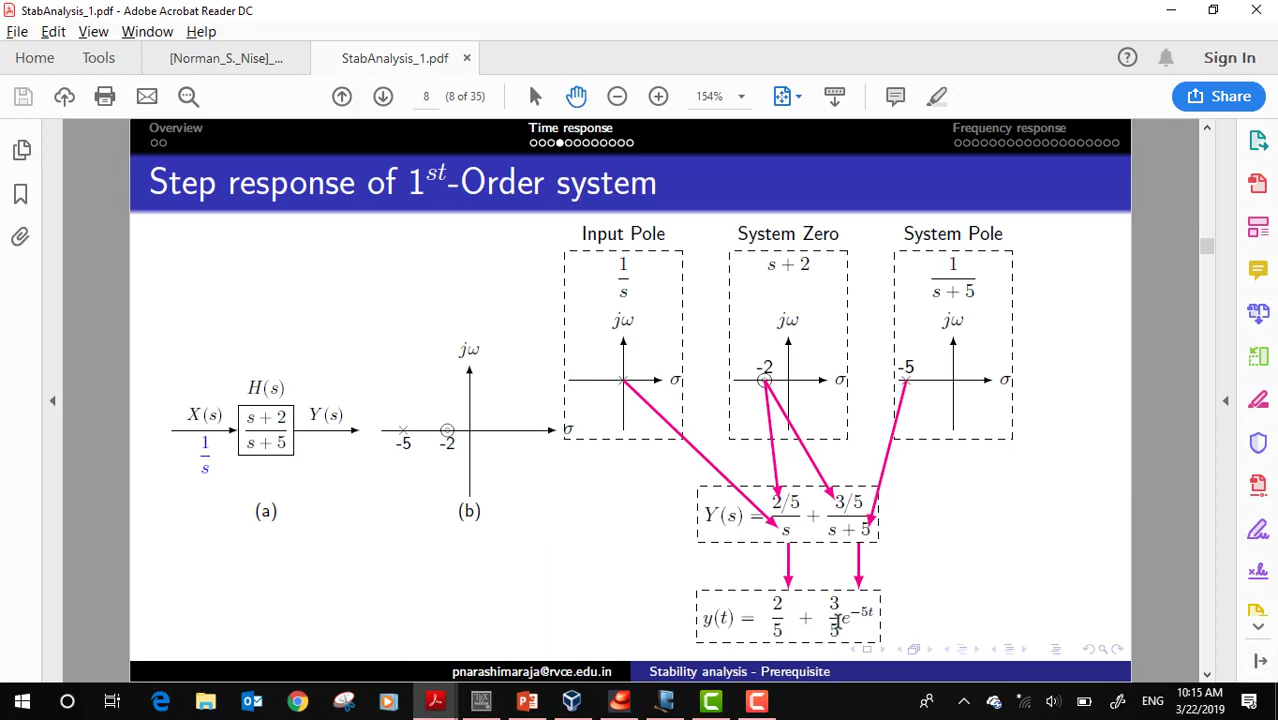 StabAnalysis_1.pdf - Adobe Acrobat Reader DC
File Edit View Window Help
Home Tools [Norman_S._Nise]_... StabAnalysis_1.pdf × ? Sign In
8 (8 of 35) 154% Share
Overview Time response Frequency response
Step response of 1st-Order system
Input Pole System Zero System Pole
1/s s + 2 1/(s + 5)
jω jω jω
-2 -5
σ σ σ
jω
H(s)
X(s) (s + 2)/(s + 5) Y(s)
1/s
-5 -2 σ
(a) (b)
Y(s) = (2/5)/s + (3/5)/(s + 5)
y(t) = 2/5 + 3/5 e^−5t
pnarashimaraja@rvce.edu.in Stability analysis - Prerequisite
ENG 10:15 AM
3/22/2019